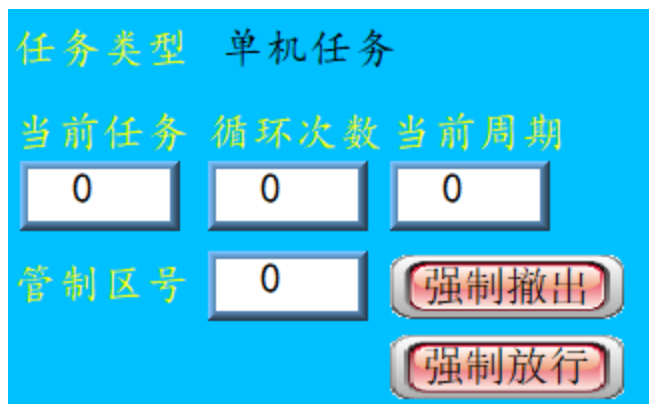 任务类型 单机任务
当前任务 循环次数 当前周期
0 0 0
管制区号 0 强制撤出
强制放行